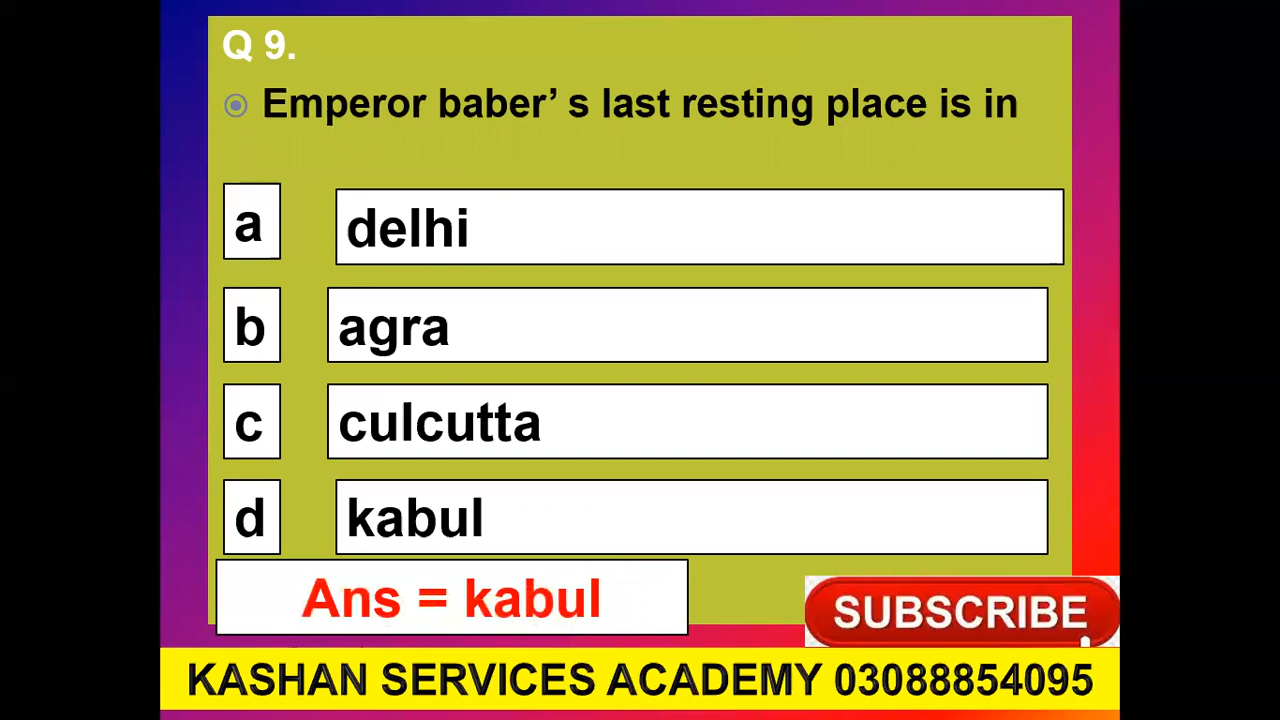 Q 9.
Emperor baber’ s last resting place is in
a
delhi
b
agra
c
culcutta
d
kabul
Ans = kabul
SUBSCRIBE
KASHAN SERVICES ACADEMY 03088854095